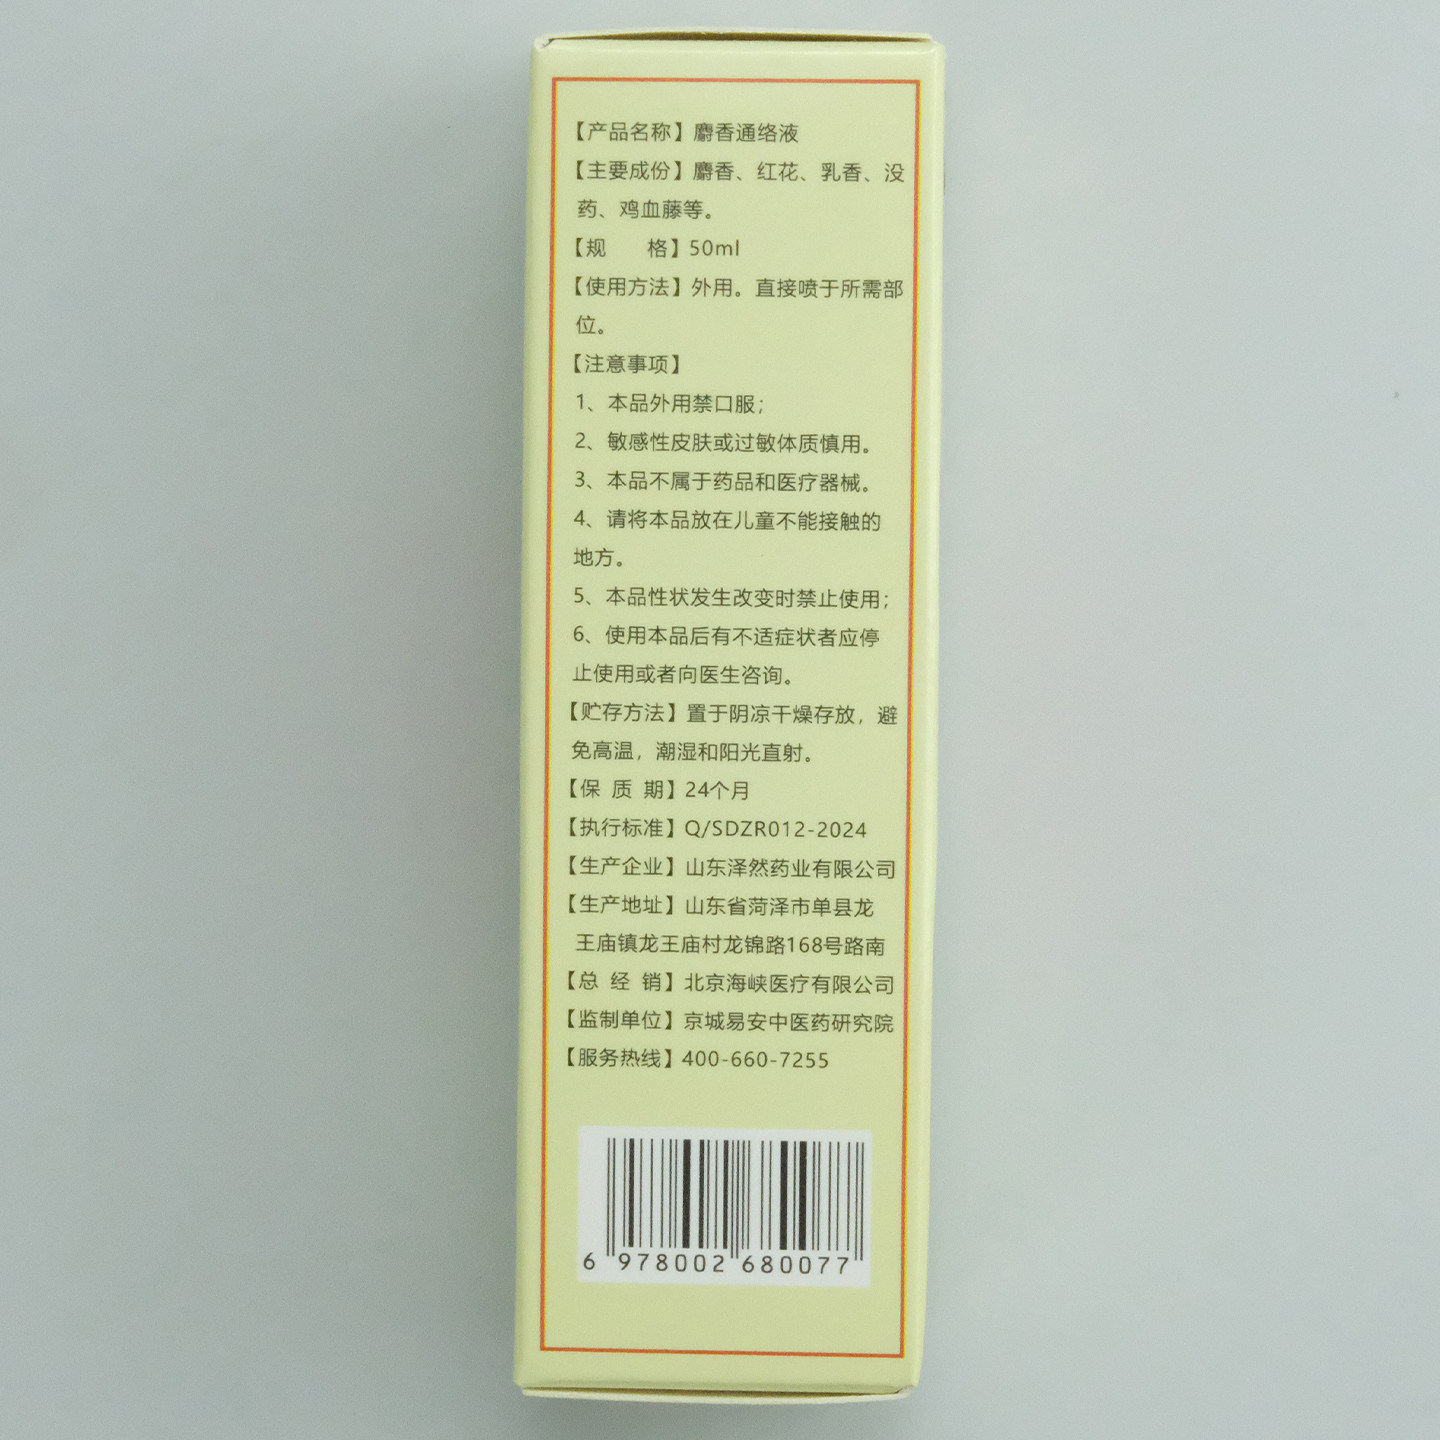 【产品名称】麝香通络液
【主要成份】麝香、红花、乳香、没
药、鸡血藤等。
【规 格】50ml
【使用方法】外用。直接喷于所需部
位。
【注意事项】
1、本品外用禁口服；
2、敏感性皮肤或过敏体质慎用。
3、本品不属于药品和医疗器械。
4、请将本品放在儿童不能接触的
地方。
5、本品性状发生改变时禁止使用；
6、使用本品后有不适症状者应停
止使用或者向医生咨询。
【贮存方法】置于阴凉干燥存放，避
免高温，潮湿和阳光直射。
【保 质 期】24个月
【执行标准】Q/SDZR012-2024
【生产企业】山东泽然药业有限公司
【生产地址】山东省菏泽市单县龙
王庙镇龙王庙村龙锦路168号路南
【总 经 销】北京海峡医疗有限公司
【监制单位】京城易安中医药研究院
【服务热线】400-660-7255
6 978002 680077